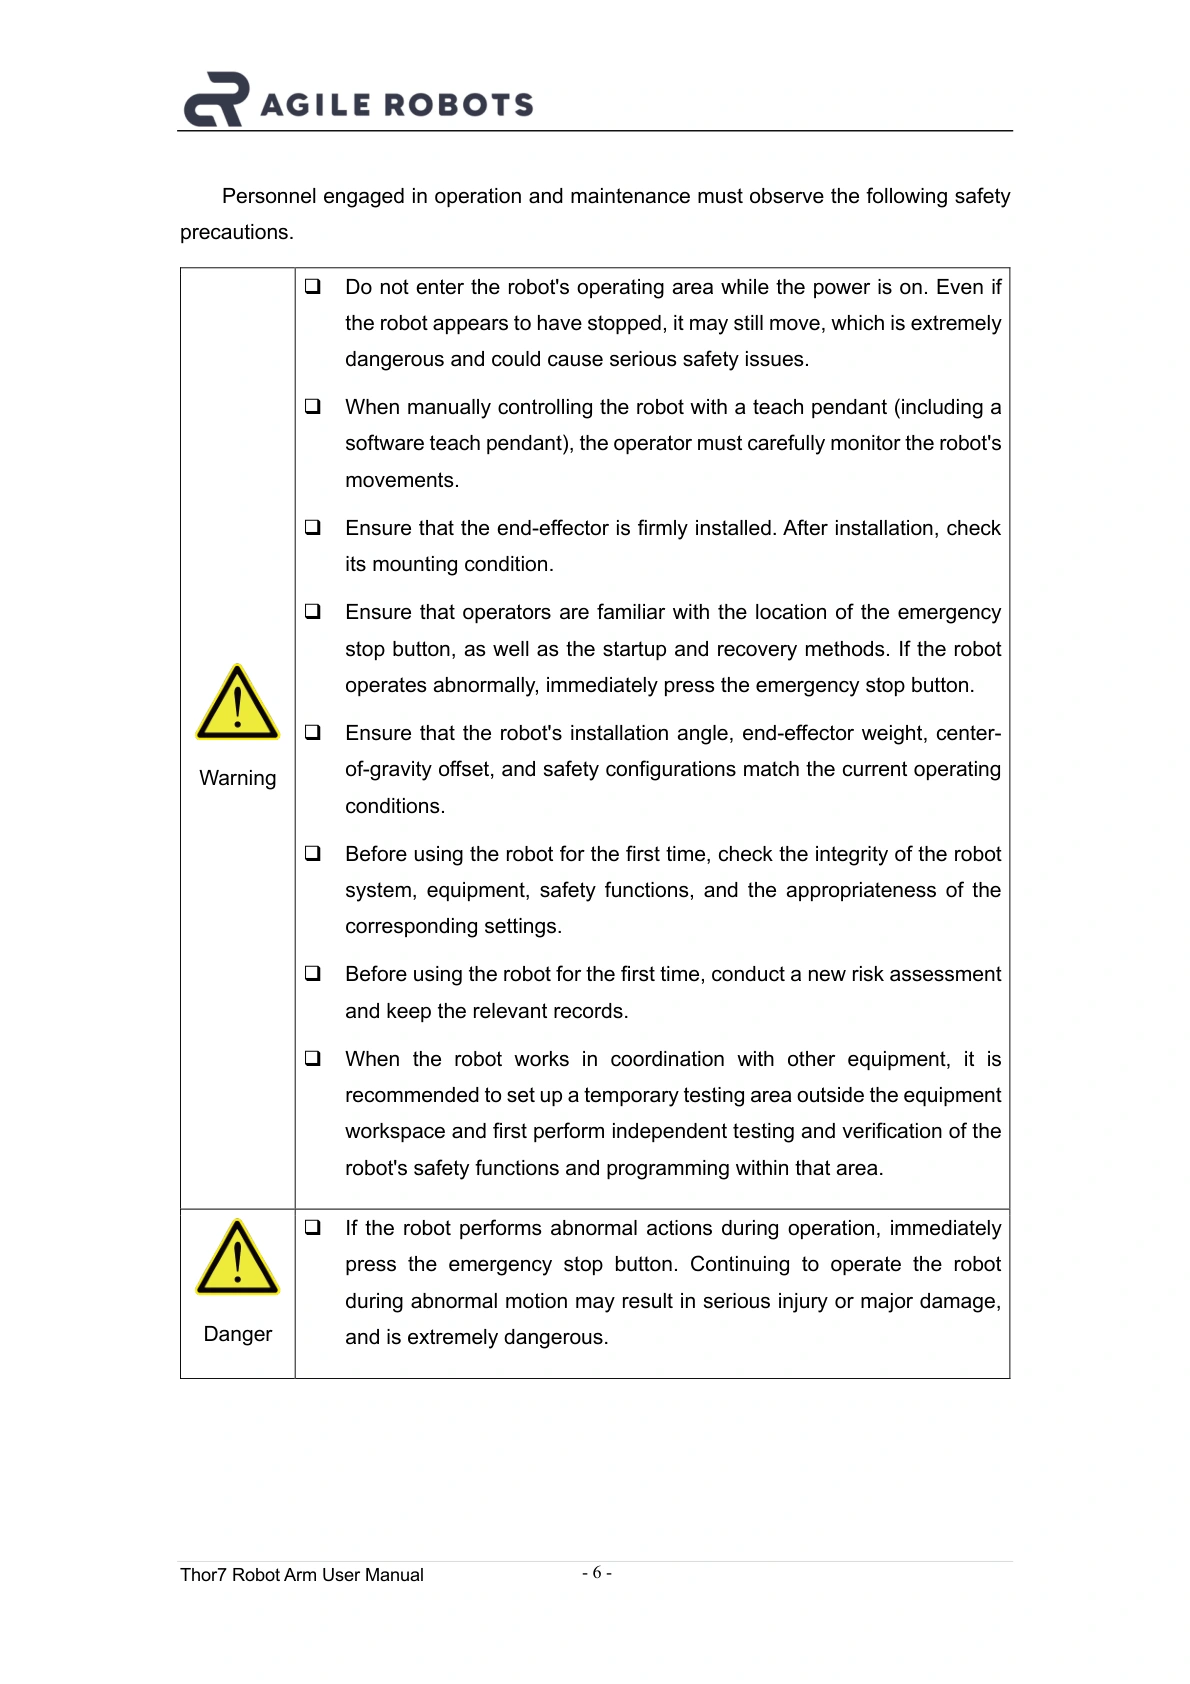 AGILE ROBOTS
Personnel engaged in operation and maintenance must observe the following safety
precautions.
Do not enter the robot's operating area while the power is on. Even if
the robot appears to have stopped, it may still move, which is extremely
dangerous and could cause serious safety issues.
When manually controlling the robot with a teach pendant (including a
software teach pendant), the operator must carefully monitor the robot's
movements.
Ensure that the end-effector is firmly installed. After installation, check
its mounting condition.
Ensure that operators are familiar with the location of the emergency
stop button, as well as the startup and recovery methods. If the robot
operates abnormally, immediately press the emergency stop button.
Ensure that the robot's installation angle, end-effector weight, center-
of-gravity offset, and safety configurations match the current operating
conditions.
Before using the robot for the first time, check the integrity of the robot
system, equipment, safety functions, and the appropriateness of the
corresponding settings.
Before using the robot for the first time, conduct a new risk assessment
and keep the relevant records.
When the robot works in coordination with other equipment, it is
recommended to set up a temporary testing area outside the equipment
workspace and first perform independent testing and verification of the
robot's safety functions and programming within that area.
Warning
If the robot performs abnormal actions during operation, immediately
press the emergency stop button. Continuing to operate the robot
during abnormal motion may result in serious injury or major damage,
and is extremely dangerous.
Danger
Thor7 Robot Arm User Manual
- 6 -